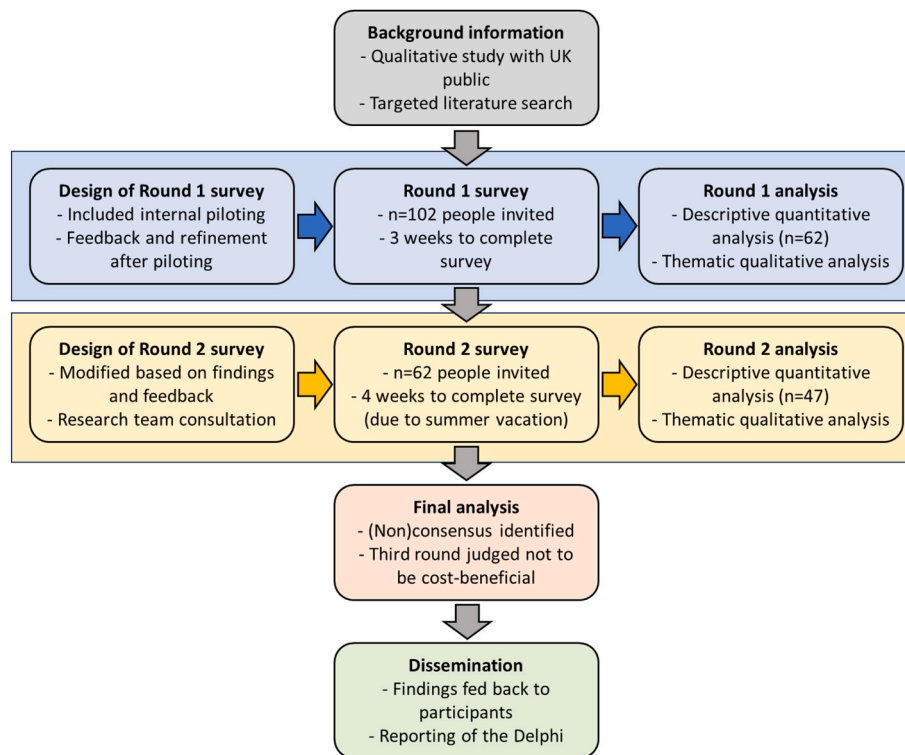 Background information
- Qualitative study with UK
public
- Targeted literature search
Design of Round 1 survey
- Included internal piloting
- Feedback and refinement
after piloting
Round 1 survey
- n=102 people invited
- 3 weeks to complete
survey
Round 1 analysis
- Descriptive quantitative
analysis (n=62)
- Thematic qualitative analysis
Design of Round 2 survey
- Modified based on findings
and feedback
- Research team consultation
Round 2 survey
- n=62 people invited
- 4 weeks to complete survey
(due to summer vacation)
Round 2 analysis
- Descriptive quantitative
analysis (n=47)
- Thematic qualitative analysis
Final analysis
- (Non)consensus identified
- Third round judged not to
be cost-beneficial
Dissemination
- Findings fed back to
participants
- Reporting of the Delphi